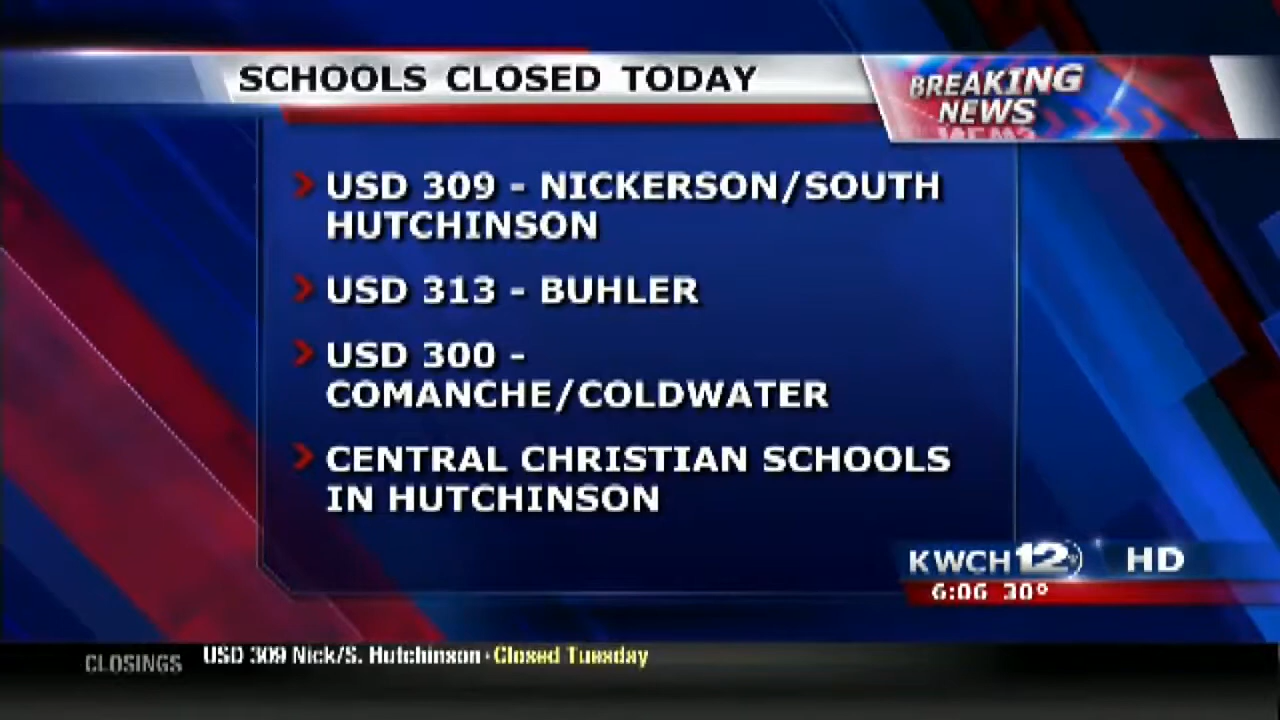 SCHOOLS CLOSED TODAY
BREAKING
NEWS
USD 309 - NICKERSON/SOUTH
HUTCHINSON
USD 313 - BUHLER
USD 300 -
COMANCHE/COLDWATER
CENTRAL CHRISTIAN SCHOOLS
IN HUTCHINSON
KWCH 12 HD
6:06 30°
CLOSINGS USD 309 Nick/S. Hutchinson · Closed Tuesday